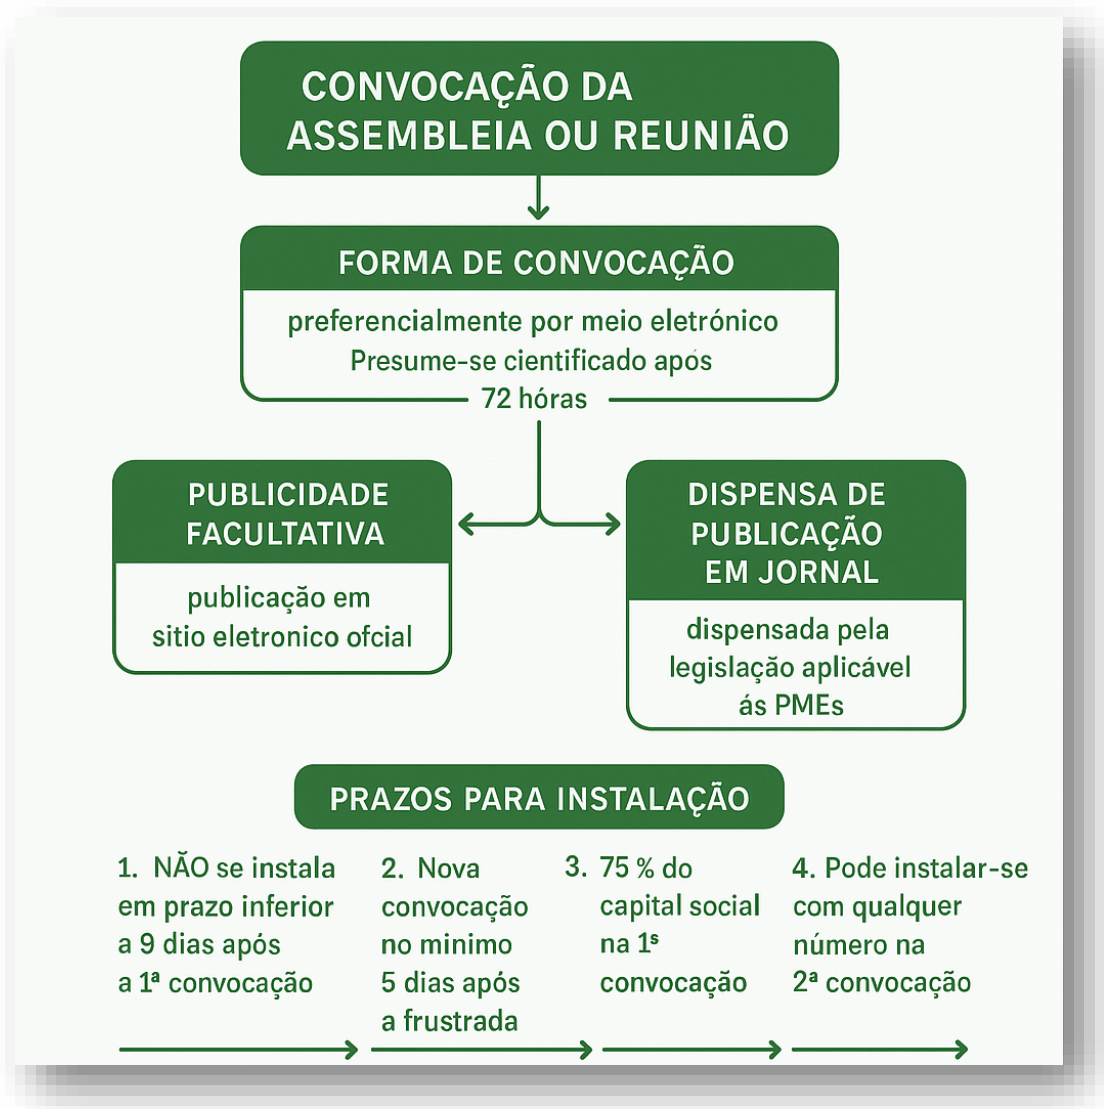 CONVOCAÇÃO DA
ASSEMBLEIA OU REUNIÃO
FORMA DE CONVOCAÇÃO
preferencialmente por meio eletrónico
Presume-se cientificado após
72 hóras
PUBLICIDADE
FACULTATIVA
publicação em
sitio eletronico ofcial
DISPENSA DE
PUBLICAÇÃO
EM JORNAL
dispensada pela
legislação aplicável
ás PMEs
PRAZOS PARA INSTALAÇÃO
1. NÃO se instala
em prazo inferior
a 9 dias após
a 1ª convocação
2. Nova
convocação
no minimo
5 dias após
a frustrada
3. 75 % do
capital social
na 1ˢ
convocação
4. Pode instalar-se
com qualquer
número na
2ª convocação